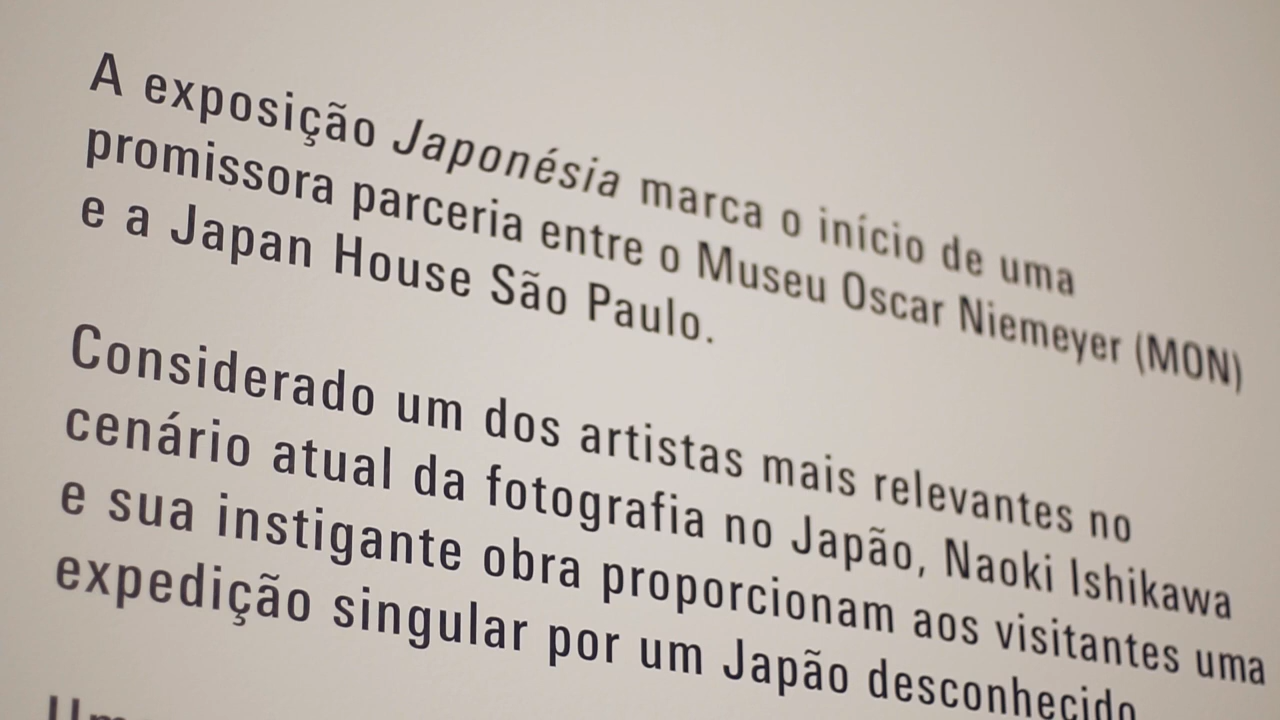 A exposição Japonésia marca o início de uma
promissora parceria entre o Museu Oscar Niemeyer (MON)
e a Japan House São Paulo.
Considerado um dos artistas mais relevantes no
cenário atual da fotografia no Japão, Naoki Ishikawa
e sua instigante obra proporcionam aos visitantes uma
expedição singular por um Japão desconhecido